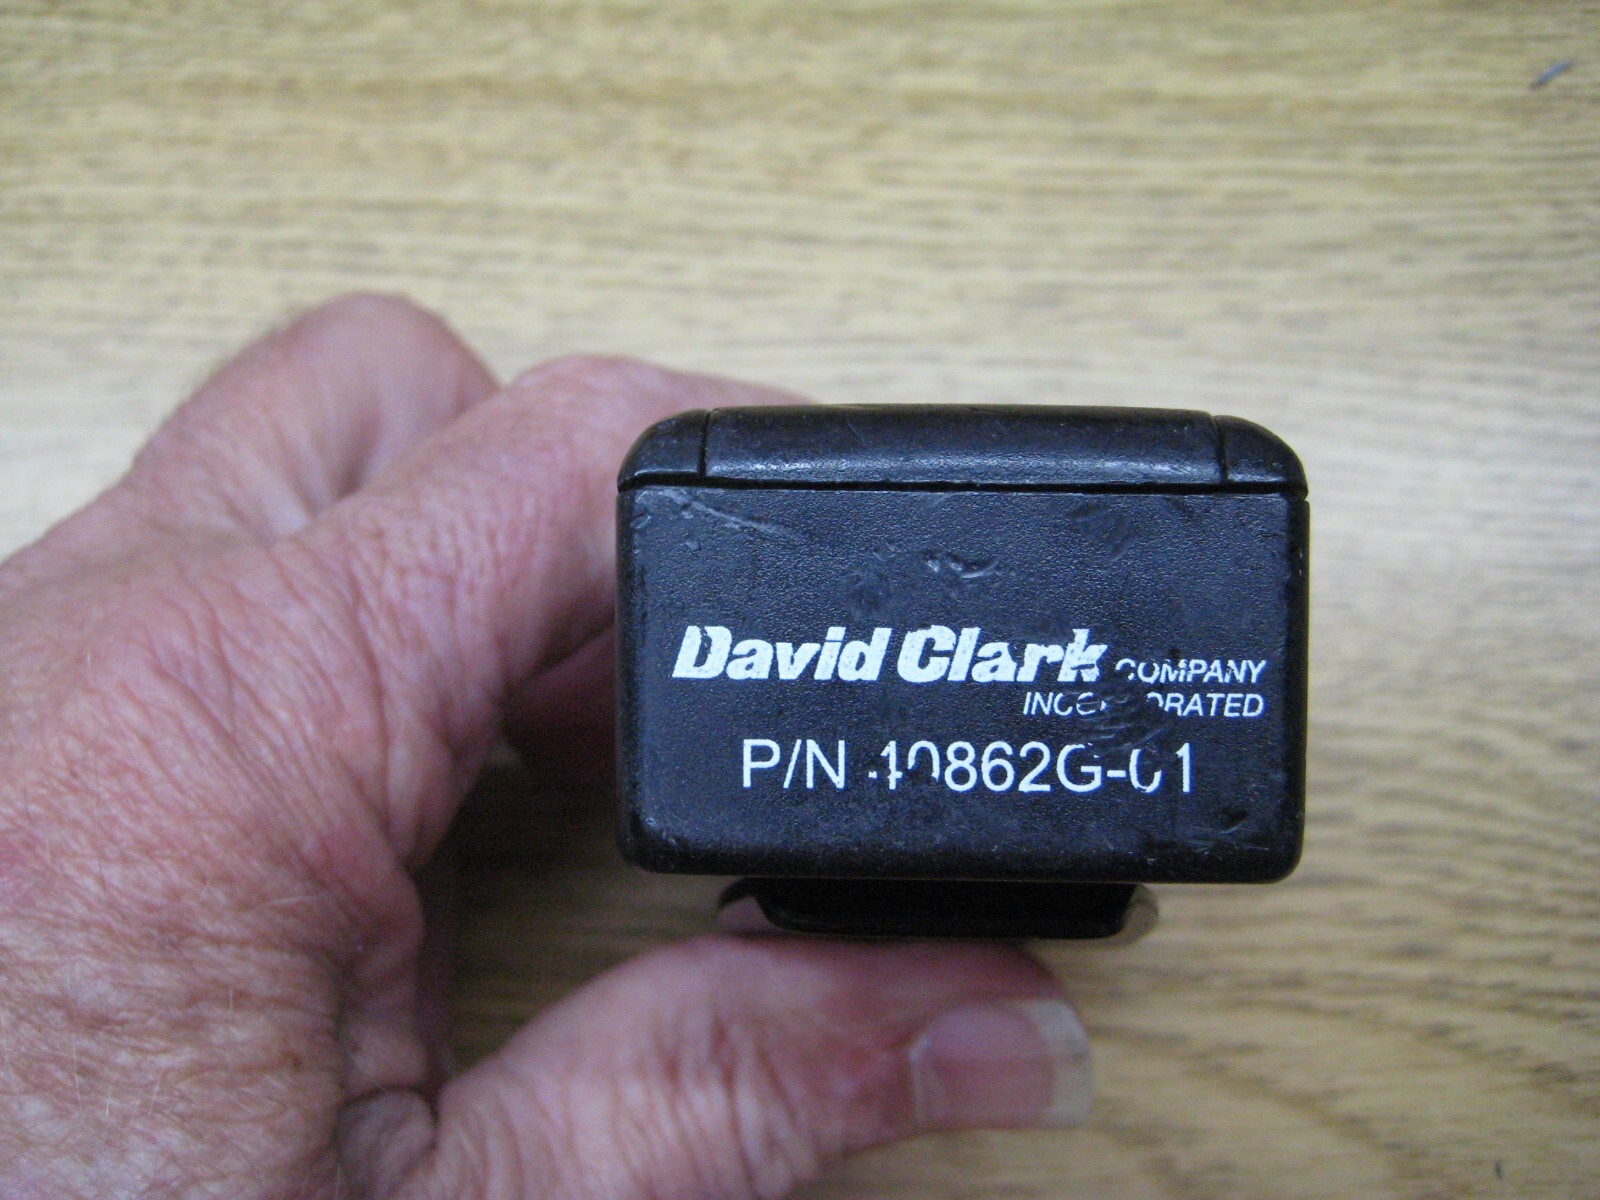 David Clark COMPANY
INCORPORATED
P/N 40862G-01